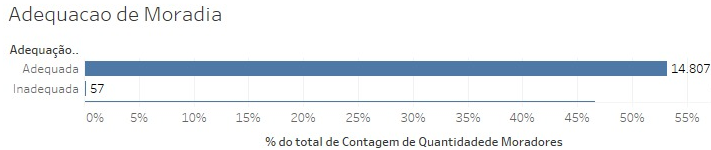 Adequacao de Moradia
Adequação..
Adequada 14.807
Inadequada 57
0% 5% 10% 15% 20% 25% 30% 35% 40% 45% 50% 55%
% do total de Contagem de Quantidadede Moradores